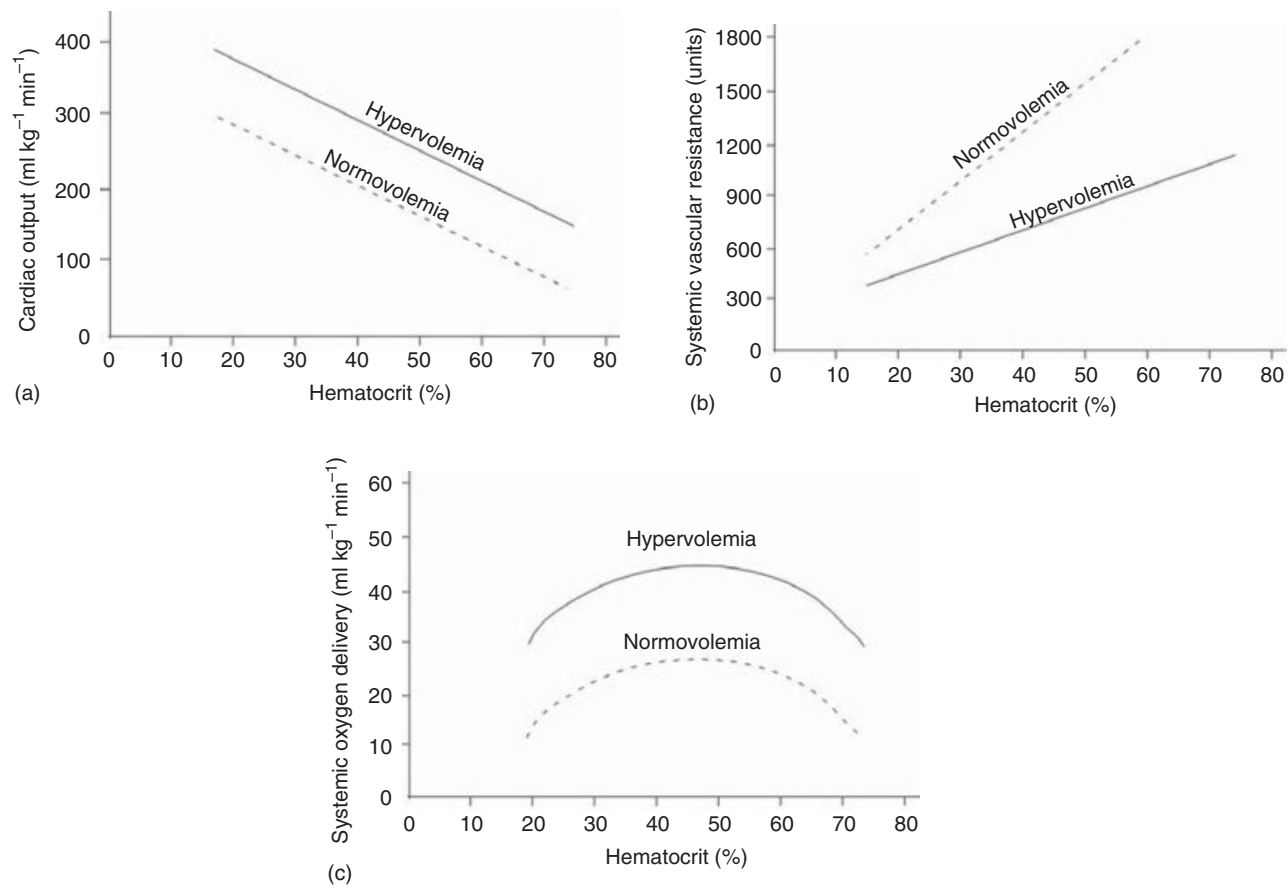 Cardiac output (ml kg⁻¹ min⁻¹)
400
300
200
100
0
Hypervolemia
Normovolemia
0 10 20 30 40 50 60 70 80
Hematocrit (%)
(a)
Systemic vascular resistance (units)
1800
1500
1200
900
600
300
0
Normovolemia
Hypervolemia
0 10 20 30 40 50 60 70 80
Hematocrit (%)
(b)
Systemic oxygen delivery (ml kg⁻¹ min⁻¹)
60
50
40
30
20
10
0
Hypervolemia
Normovolemia
0 10 20 30 40 50 60 70 80
Hematocrit (%)
(c)